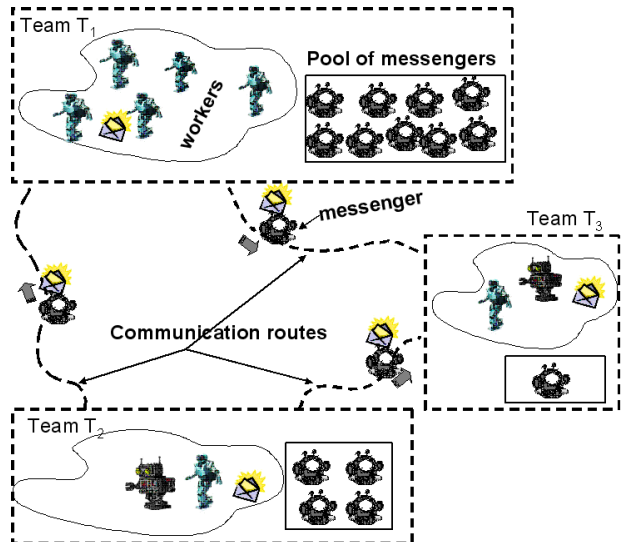 Team T1
Pool of messengers
workers
messenger
Team T3
Communication routes
Team T2